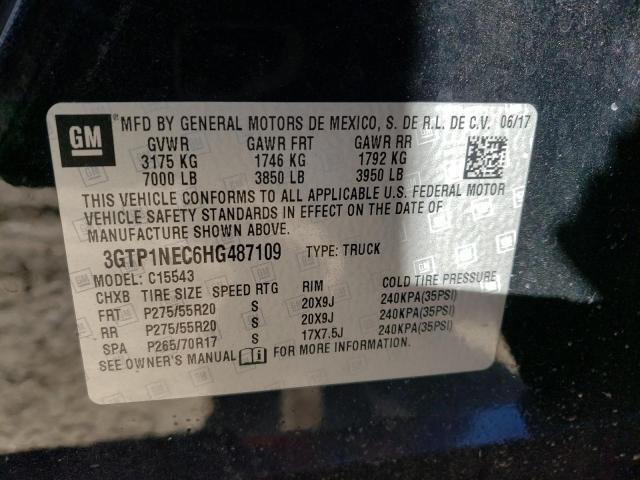 GM ® MFD BY GENERAL MOTORS DE MEXICO, S. DE R.L. DE C.V. 06/17
GVWR GAWR FRT GAWR RR
3175 KG 1746 KG 1792 KG
7000 LB 3850 LB 3950 LB
THIS VEHICLE CONFORMS TO ALL APPLICABLE U.S. FEDERAL MOTOR
VEHICLE SAFETY STANDARDS IN EFFECT ON THE DATE OF
MANUFACTURE SHOWN ABOVE.
3GTP1NEC6HG487109 TYPE: TRUCK
MODEL: C15543
CHXB TIRE SIZE SPEED RTG RIM COLD TIRE PRESSURE
FRT P275/55R20 S 20X9J 240KPA(35PSI)
RR P275/55R20 S 20X9J 240KPA(35PSI)
SPA P265/70R17 S 17X7.5J 240KPA(35PSI)
SEE OWNER'S MANUAL FOR MORE INFORMATION.